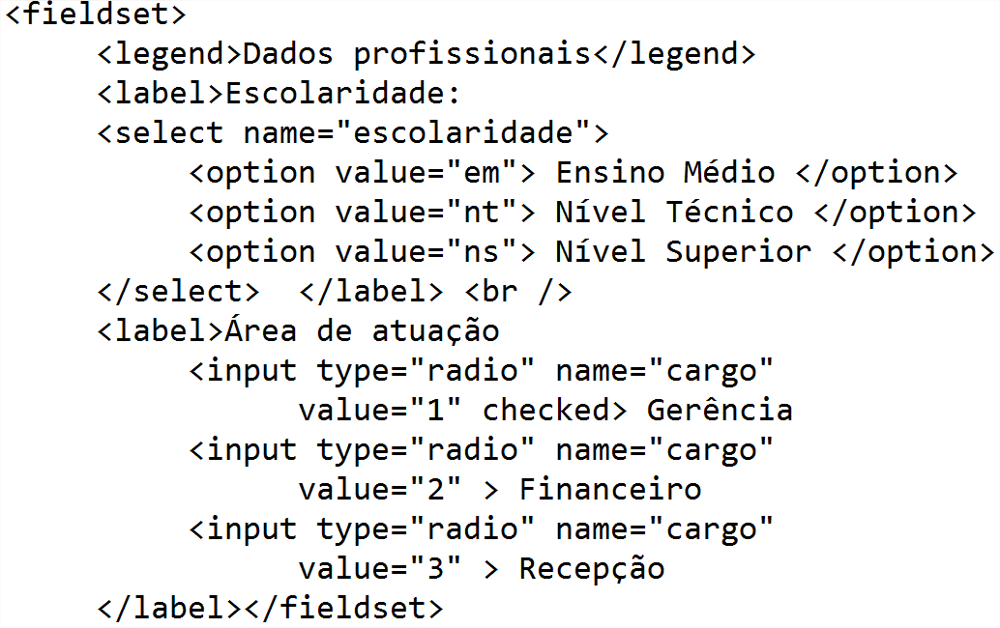 <fieldset>
<legend>Dados profissionais</legend>
<label>Escolaridade:
<select name="escolaridade">
<option value="em"> Ensino Médio </option>
<option value="nt"> Nível Técnico </option>
<option value="ns"> Nível Superior </option>
</select>  </label> <br />
<label>Área de atuação
<input type="radio" name="cargo"
value="1" checked> Gerência
<input type="radio" name="cargo"
value="2" > Financeiro
<input type="radio" name="cargo"
value="3" > Recepção
</label></fieldset>